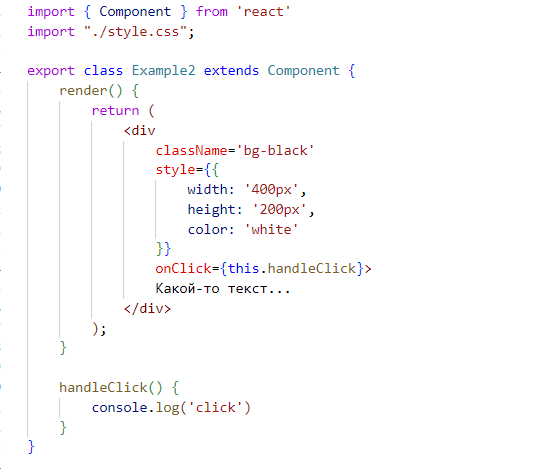 import { Component } from 'react'
import "./style.css";
export class Example2 extends Component {
render() {
return (
<div
className='bg-black'
style={{
width: '400px',
height: '200px',
color: 'white'
}}
onClick={this.handleClick}>
Какой-то текст...
</div>
);
}
handleClick() {
console.log('click')
}
}